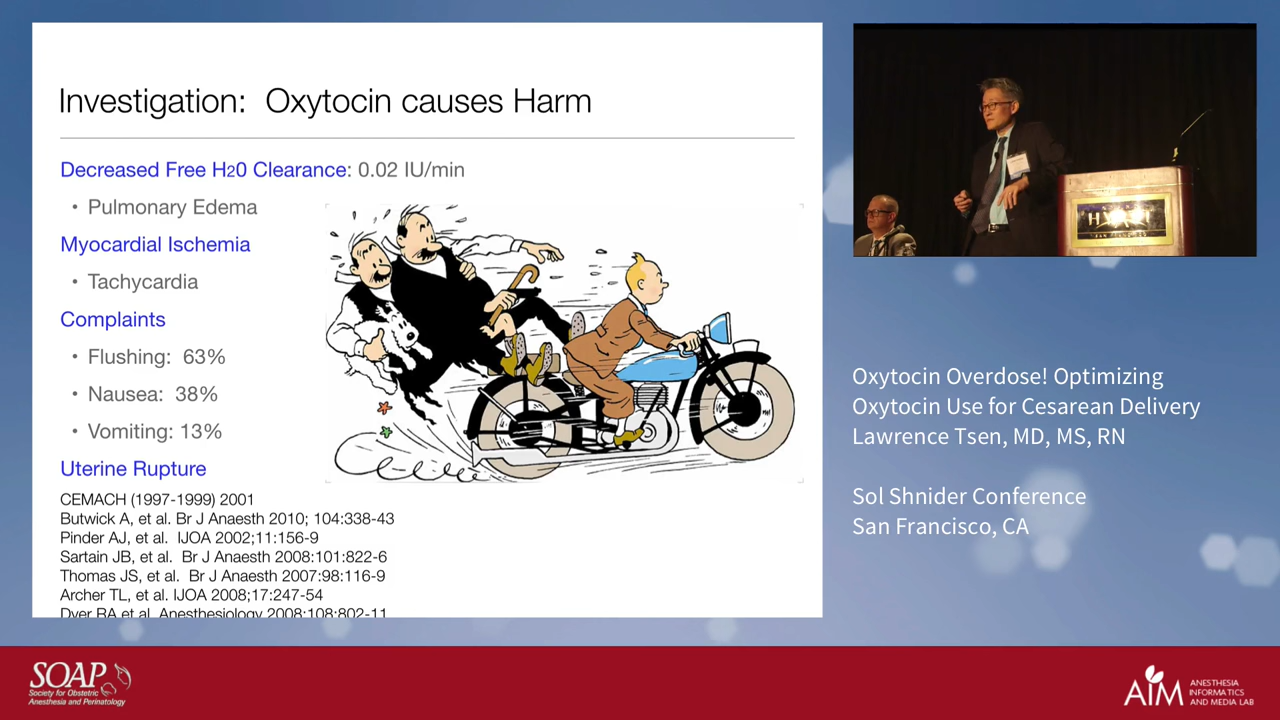 Investigation: Oxytocin causes Harm
Decreased Free H20 Clearance: 0.02 IU/min
• Pulmonary Edema
Myocardial Ischemia
• Tachycardia
Complaints
• Flushing: 63%
• Nausea: 38%
• Vomiting: 13%
Uterine Rupture
CEMACH (1997-1999) 2001
Butwick A, et al. Br J Anaesth 2010; 104:338-43
Pinder AJ, et al. IJOA 2002;11:156-9
Sartain JB, et al. Br J Anaesth 2008:101:822-6
Thomas JS, et al. Br J Anaesth 2007:98:116-9
Archer TL, et al. IJOA 2008;17:247-54
Dyer RA et al. Anesthesiology 2008:108:802-11
HYATT
Oxytocin Overdose! Optimizing
Oxytocin Use for Cesarean Delivery
Lawrence Tsen, MD, MS, RN
Sol Shnider Conference
San Francisco, CA
SOAP
Society for Obstetric
Anesthesia and Perinatology
AIM
ANESTHESIA
INFORMATICS
AND MEDIA LAB